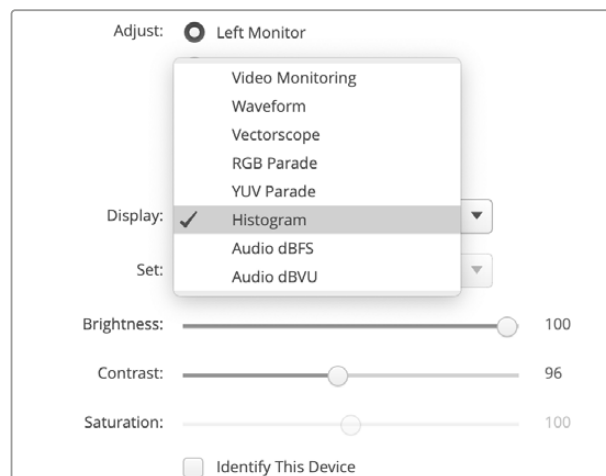 Adjust: Left Monitor
Video Monitoring
Waveform
Vectorscope
RGB Parade
YUV Parade
Display: Histogram
Audio dBFS
Set: Audio dBVU
Brightness: 100
Contrast: 96
Saturation: 100
Identify This Device